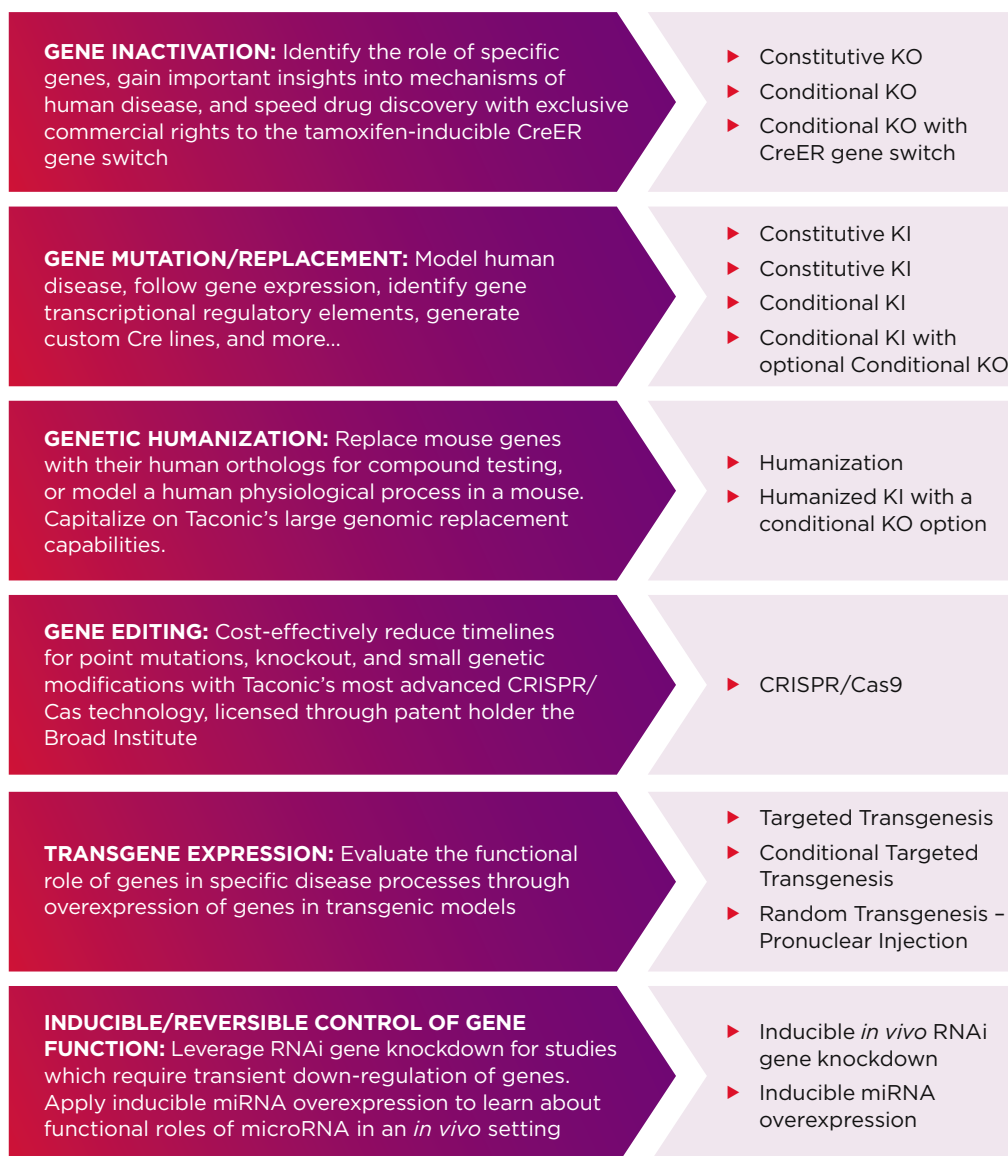 GENE INACTIVATION: Identify the role of specific
genes, gain important insights into mechanisms of
human disease, and speed drug discovery with exclusive
commercial rights to the tamoxifen-inducible CreER
gene switch
Constitutive KO
Conditional KO
Conditional KO with
CreER gene switch
GENE MUTATION/REPLACEMENT: Model human
disease, follow gene expression, identify gene
transcriptional regulatory elements, generate
custom Cre lines, and more...
Constitutive KI
Constitutive KI
Conditional KI
Conditional KI with
optional Conditional KO
GENETIC HUMANIZATION: Replace mouse genes
with their human orthologs for compound testing,
or model a human physiological process in a mouse.
Capitalize on Taconic's large genomic replacement
capabilities.
Humanization
Humanized KI with a
conditional KO option
GENE EDITING: Cost-effectively reduce timelines
for point mutations, knockout, and small genetic
modifications with Taconic's most advanced CRISPR/
Cas technology, licensed through patent holder the
Broad Institute
CRISPR/Cas9
TRANSGENE EXPRESSION: Evaluate the functional
role of genes in specific disease processes through
overexpression of genes in transgenic models
Targeted Transgenesis
Conditional Targeted
Transgenesis
Random Transgenesis –
Pronuclear Injection
INDUCIBLE/REVERSIBLE CONTROL OF GENE
FUNCTION: Leverage RNAi gene knockdown for studies
which require transient down-regulation of genes.
Apply inducible miRNA overexpression to learn about
functional roles of microRNA in an in vivo setting
Inducible in vivo RNAi
gene knockdown
Inducible miRNA
overexpression